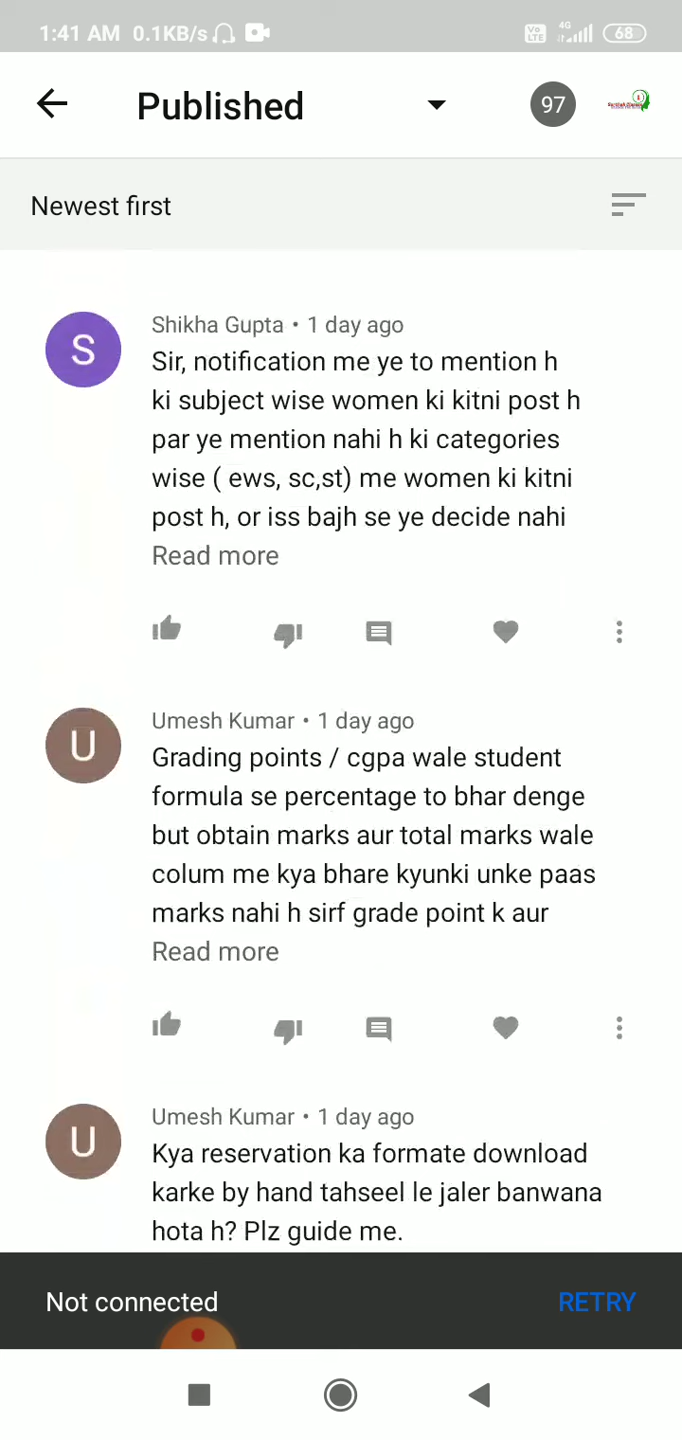 1:41 AM 0.1KB/s Vo LTE 4G 68
Published 97
Newest first
S
Shikha Gupta • 1 day ago
Sir, notification me ye to mention h
ki subject wise women ki kitni post h
par ye mention nahi h ki categories
wise ( ews, sc,st) me women ki kitni
post h, or iss bajh se ye decide nahi
Read more
U
Umesh Kumar • 1 day ago
Grading points / cgpa wale student
formula se percentage to bhar denge
but obtain marks aur total marks wale
colum me kya bhare kyunki unke paas
marks nahi h sirf grade point k aur
Read more
U
Umesh Kumar • 1 day ago
Kya reservation ka formate download
karke by hand tahseel le jaler banwana
hota h? Plz guide me.
Not connected RETRY